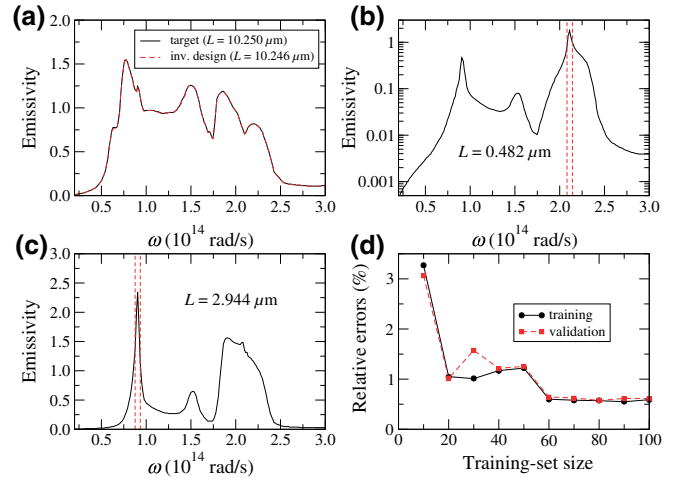 (a)
Emissivity
2.0
1.5
1.0
0.5
0.0
target (L = 10.250 μm)
inv. design (L = 10.246 μm)
0.5 1.0 1.5 2.0 2.5 3.0
ω (10^14 rad/s)
(b)
Emissivity
1
0.1
0.01
0.001
L = 0.482 μm
0.5 1.0 1.5 2.0 2.5 3.0
ω (10^14 rad/s)
(c)
Emissivity
3.0
2.5
2.0
1.5
1.0
0.5
0.0
L = 2.944 μm
0.5 1.0 1.5 2.0 2.5 3.0
ω (10^14 rad/s)
(d)
Relative errors (%)
3
2
1
0
training
validation
0 20 40 60 80 100
Training-set size